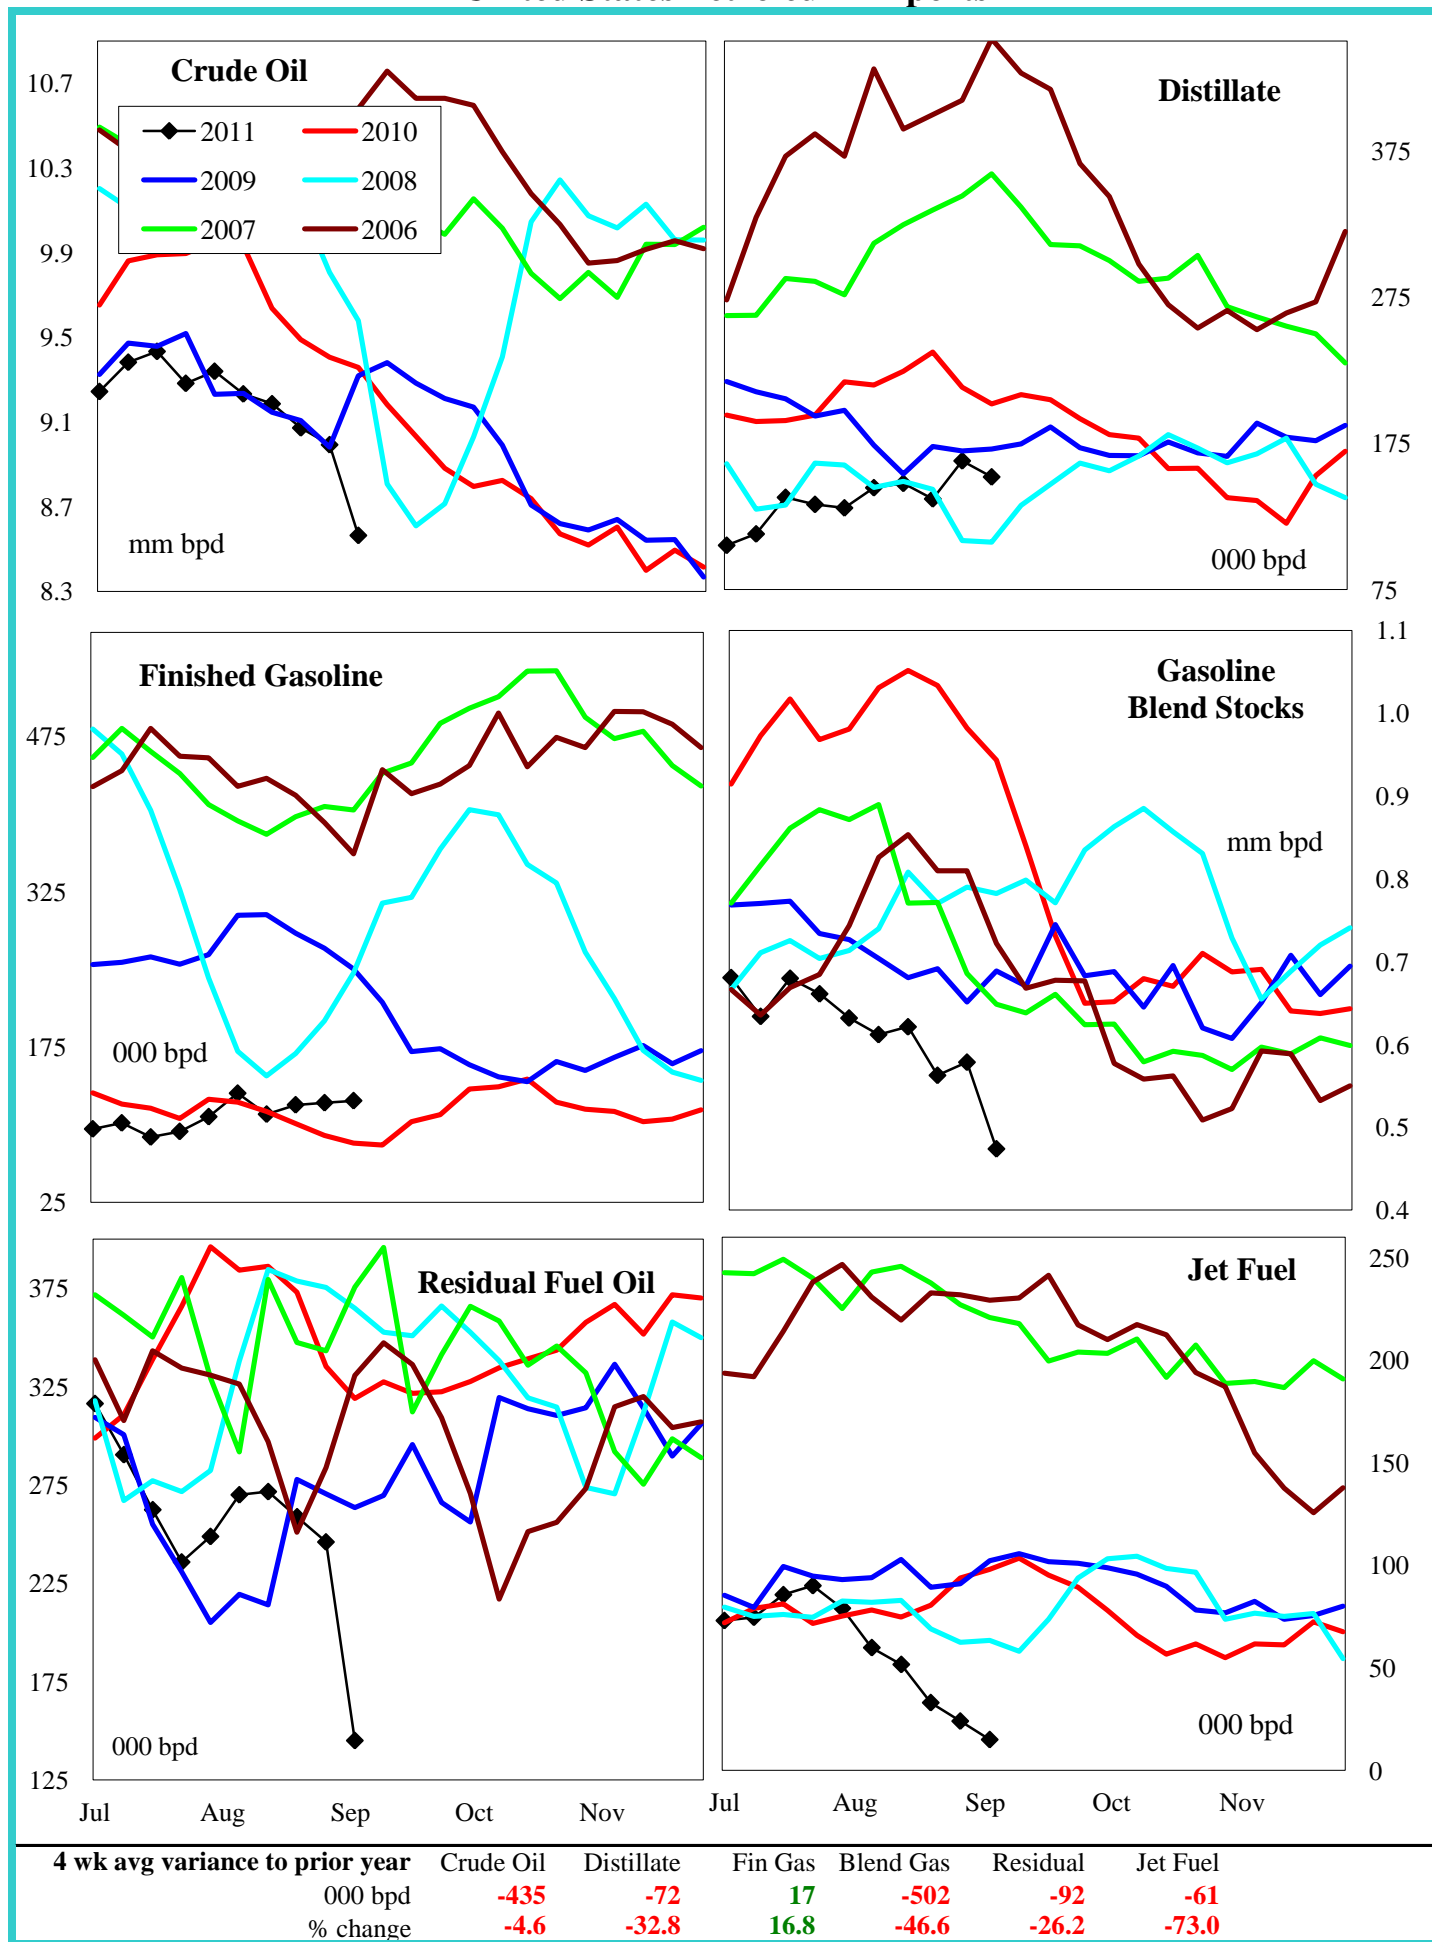 Crude Oil
10.7
10.3
9.9
9.5
9.1
8.7
8.3
2011 2010
2009 2008
2007 2006
mm bpd
Distillate
375
275
175
75
000 bpd
Finished Gasoline
475
325
175
25
000 bpd
Gasoline
Blend Stocks
1.1
1.0
0.9
0.8
0.7
0.6
0.5
0.4
mm bpd
Residual Fuel Oil
375
325
275
225
175
125
000 bpd
Jul Aug Sep Oct Nov
Jet Fuel
250
200
150
100
50
0
000 bpd
Jul Aug Sep Oct Nov
4 wk avg variance to prior year Crude Oil Distillate Fin Gas Blend Gas Residual Jet Fuel
000 bpd -435 -72 17 -502 -92 -61
% change -4.6 -32.8 16.8 -46.6 -26.2 -73.0